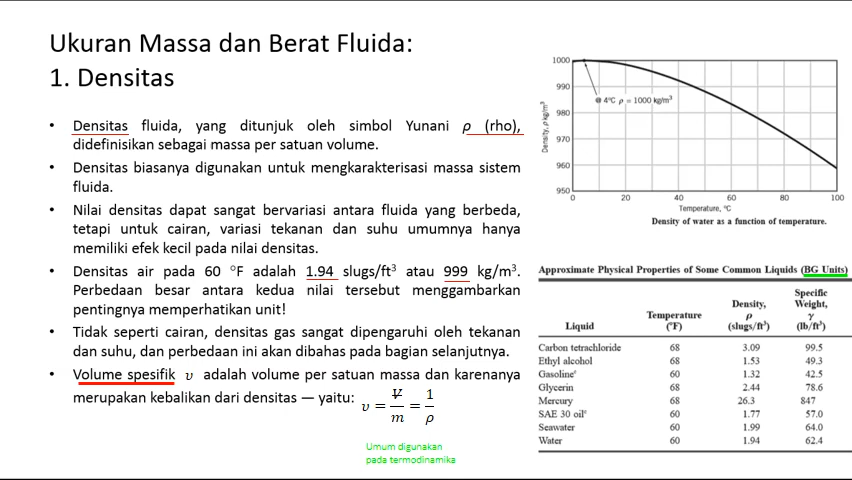 Ukuran Massa dan Berat Fluida:
1. Densitas
• Densitas fluida, yang ditunjuk oleh simbol Yunani ρ (rho),
didefinisikan sebagai massa per satuan volume.
• Densitas biasanya digunakan untuk mengkarakterisasi massa sistem
fluida.
• Nilai densitas dapat sangat bervariasi antara fluida yang berbeda,
tetapi untuk cairan, variasi tekanan dan suhu umumnya hanya
memiliki efek kecil pada nilai densitas.
• Densitas air pada 60 °F adalah 1.94 slugs/ft³ atau 999 kg/m³.
Perbedaan besar antara kedua nilai tersebut menggambarkan
pentingnya memperhatikan unit!
• Tidak seperti cairan, densitas gas sangat dipengaruhi oleh tekanan
dan suhu, dan perbedaan ini akan dibahas pada bagian selanjutnya.
• Volume spesifik υ adalah volume per satuan massa dan karenanya
merupakan kebalikan dari densitas — yaitu: υ = V/m = 1/ρ
Umum digunakan
pada termodinamika
1000
990
980
970
960
950
Density, ρ kg/m³
@ 4°C ρ = 1000 kg/m³
0 20 40 60 80 100
Temperature, °C
Density of water as a function of temperature.
Approximate Physical Properties of Some Common Liquids (BG Units)
Liquid Temperature (°F) Density, ρ (slugs/ft³) Specific Weight, γ (lb/ft³)
Carbon tetrachloride 68 3.09 99.5
Ethyl alcohol 68 1.53 49.3
Gasolineᶜ 60 1.32 42.5
Glycerin 68 2.44 78.6
Mercury 68 26.3 847
SAE 30 oilᶜ 60 1.77 57.0
Seawater 60 1.99 64.0
Water 60 1.94 62.4